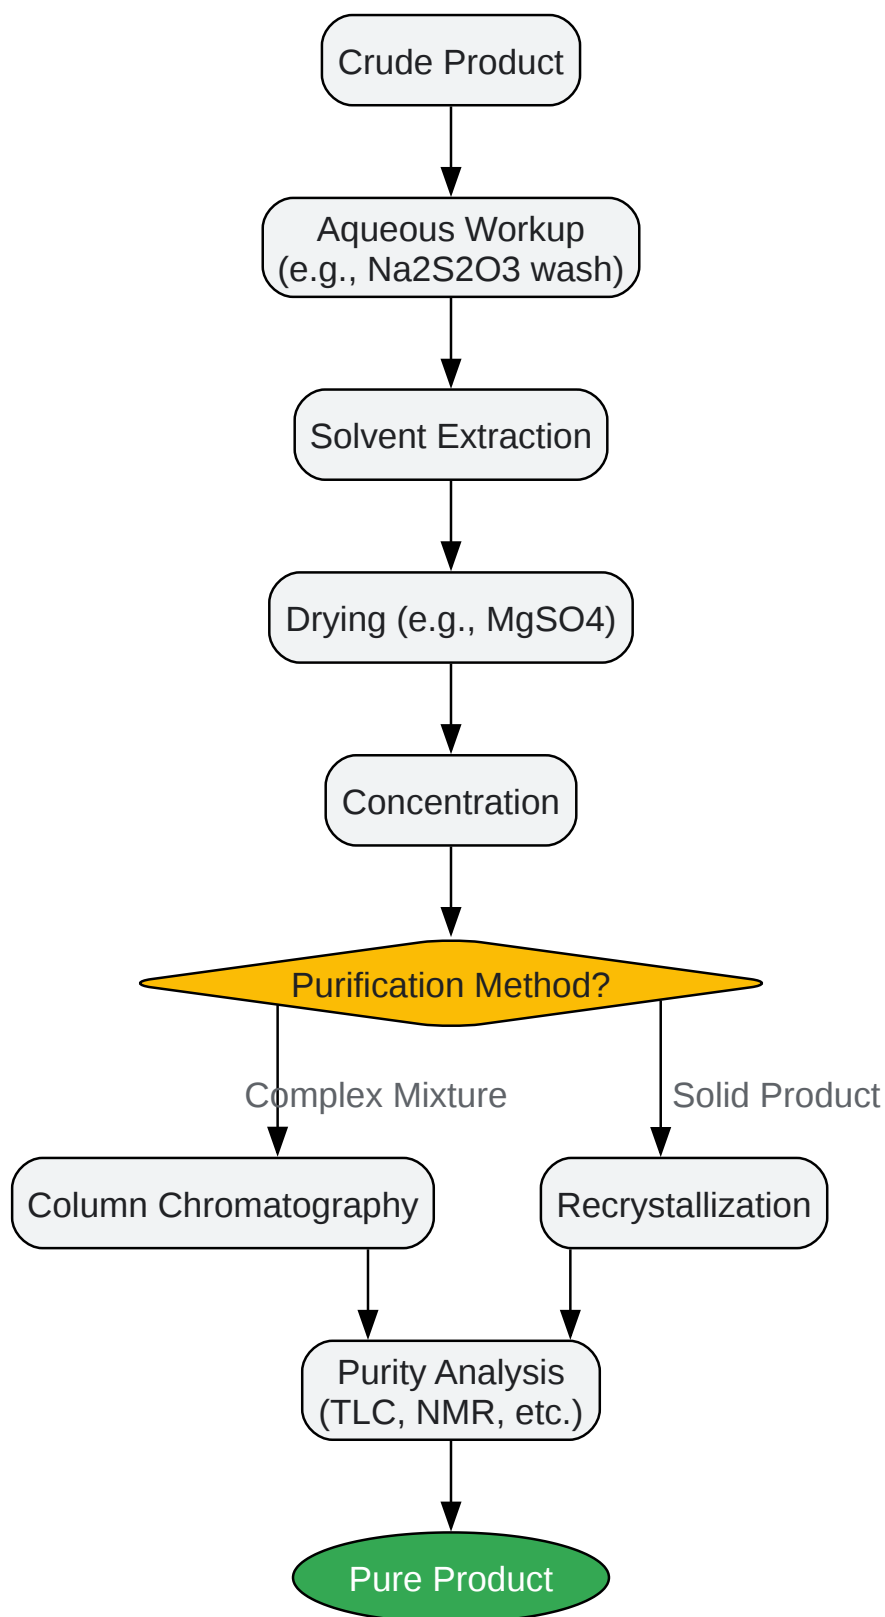 Crude Product
Aqueous Workup
(e.g., Na2S2O3 wash)
Solvent Extraction
Drying (e.g., MgSO4)
Concentration
Purification Method?
Complex Mixture
Solid Product
Column Chromatography
Recrystallization
Purity Analysis
(TLC, NMR, etc.)
Pure Product